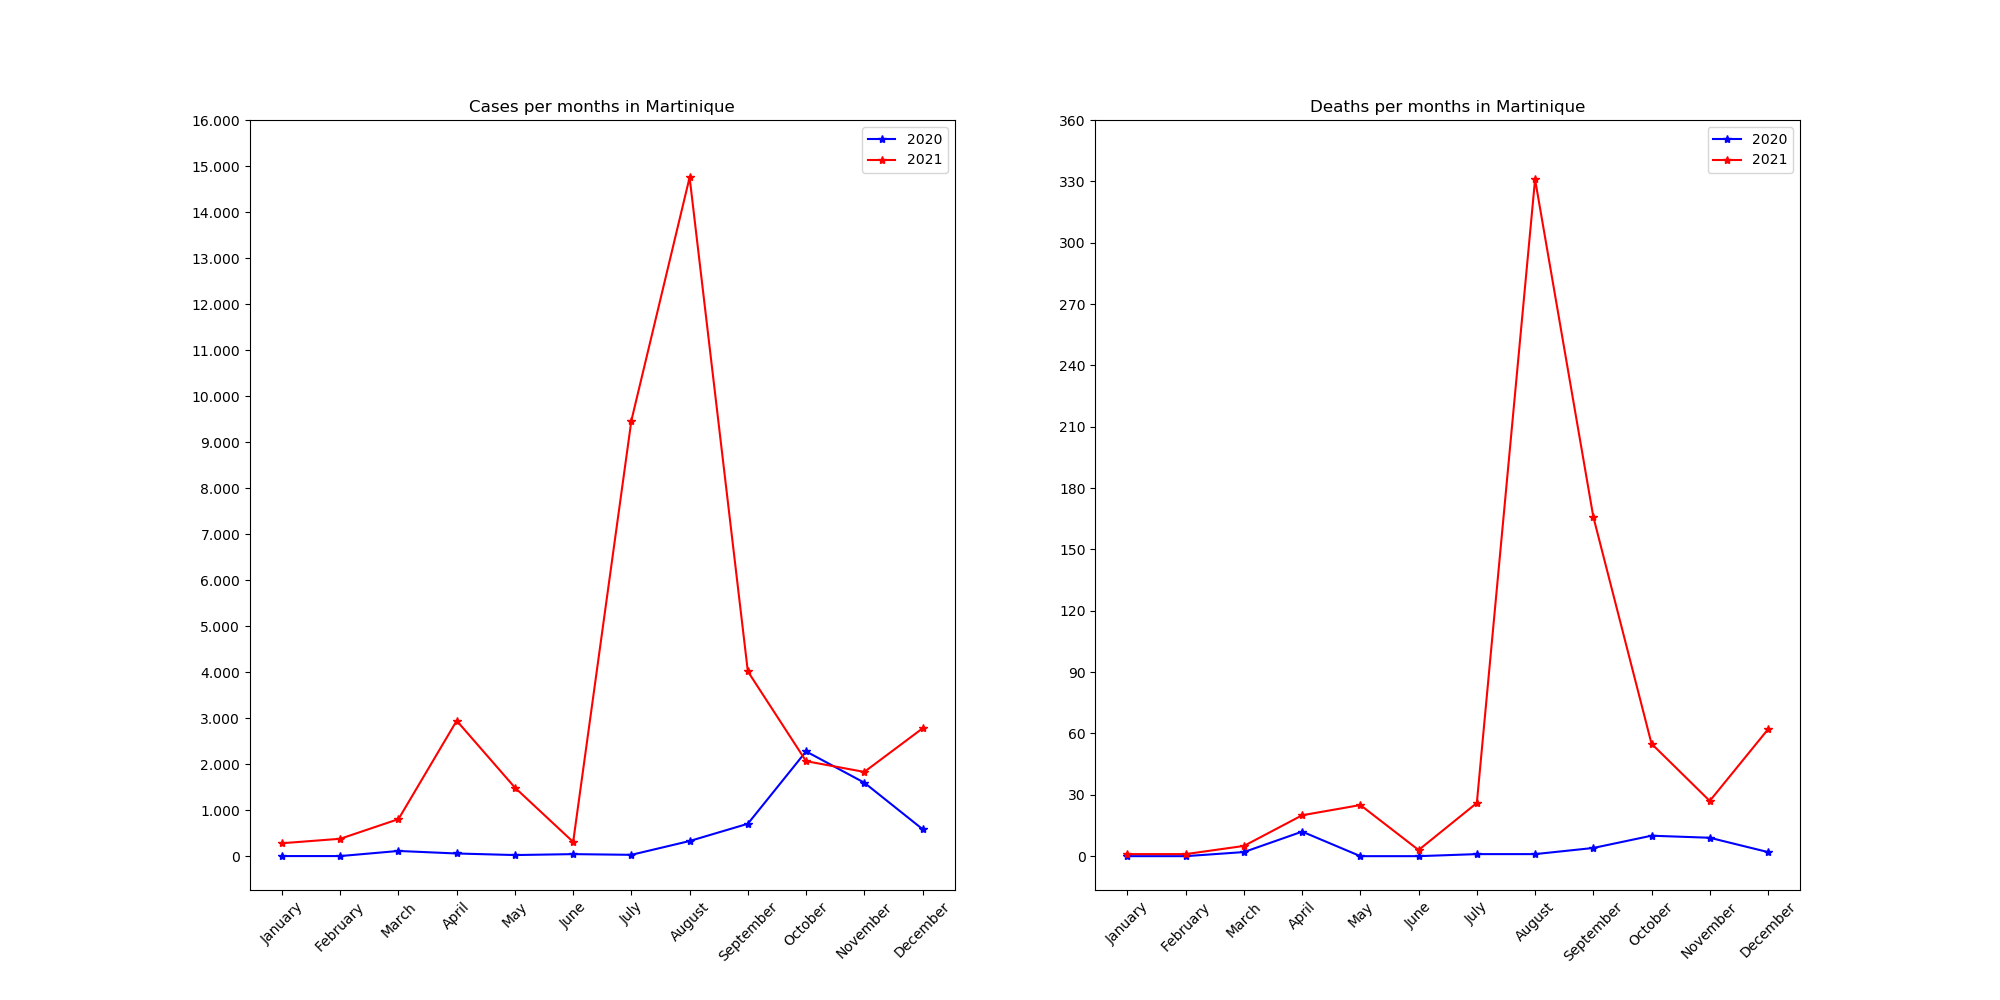 Cases per months in Martinique
16.000
15.000
14.000
13.000
12.000
11.000
10.000
9.000
8.000
7.000
6.000
5.000
4.000
3.000
2.000
1.000
0
2020
2021
January
February
March
April
May
June
July
August
September
October
November
December
Deaths per months in Martinique
360
330
300
270
240
210
180
150
120
90
60
30
0
2020
2021
January
February
March
April
May
June
July
August
September
October
November
December